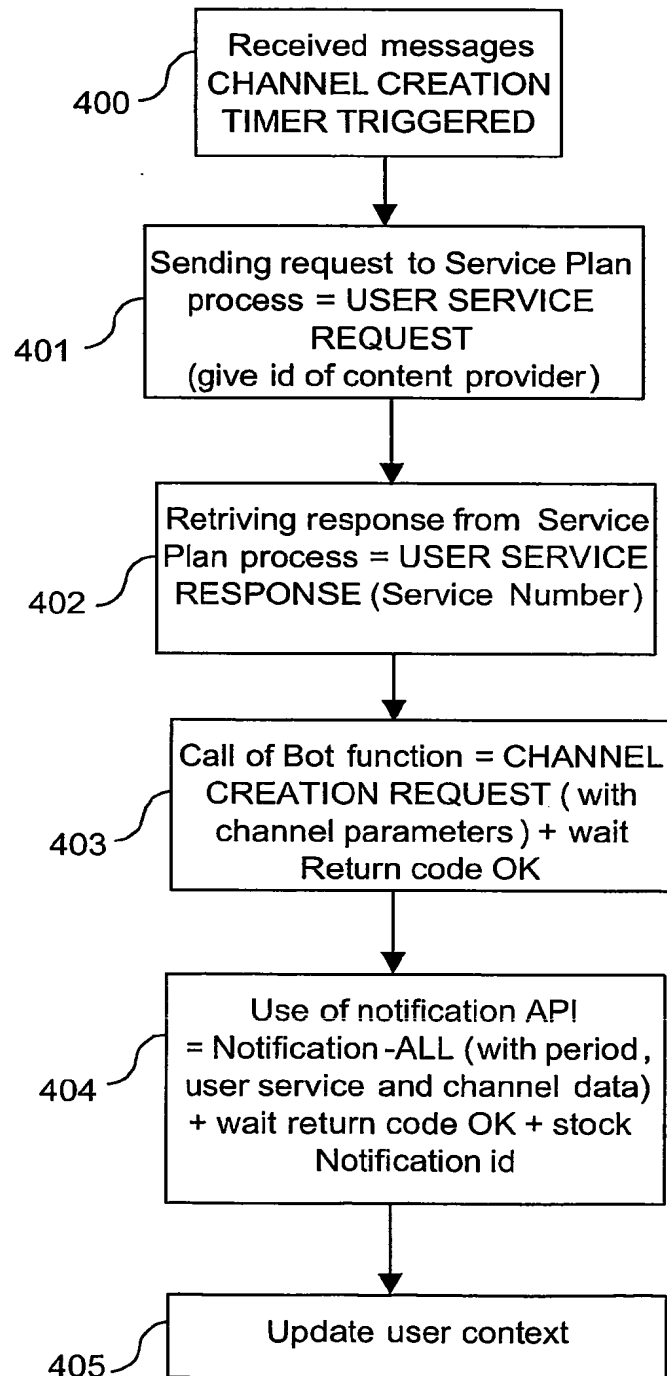 Received messages
CHANNEL CREATION
TIMER TRIGGERED
400
Sending request to Service Plan
process = USER SERVICE
REQUEST
(give id of content provider)
401
Retriving response from Service
Plan process = USER SERVICE
RESPONSE (Service Number)
402
Call of Bot function = CHANNEL
CREATION REQUEST (with
channel parameters) + wait
Return code OK
403
Use of notification API
= Notification-ALL (with period,
user service and channel data)
+ wait return code OK + stock
Notification id
404
Update user context
405